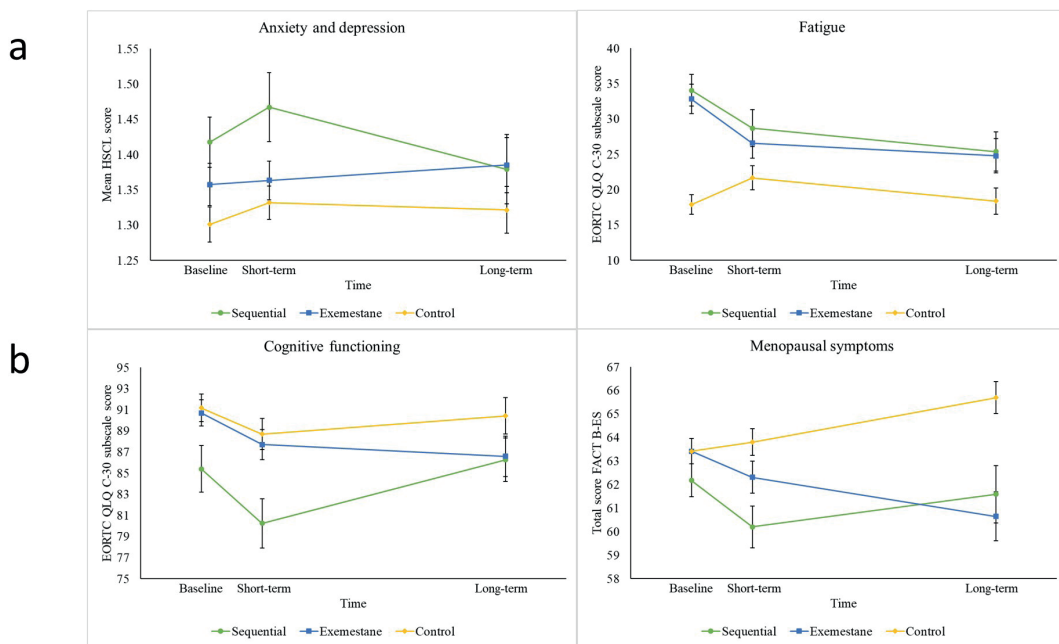 a
Anxiety and depression
Mean HSCL score
1.55
1.50
1.45
1.40
1.35
1.30
1.25
Baseline Short-term Long-term
Time
Sequential Exemestane Control
Fatigue
EORTC QLQ C-30 subscale score
40
35
30
25
20
15
10
Baseline Short-term Long-term
Time
Sequential Exemestane Control
b
Cognitive functioning
EORTC QLQ C-30 subscale score
95
93
91
89
87
85
83
81
79
77
75
Baseline Short-term Long-term
Time
Sequential Exemestane Control
Menopausal symptoms
Total score FACT B-ES
67
66
65
64
63
62
61
60
59
58
Baseline Short-term Long-term
Time
Sequential Exemestane Control